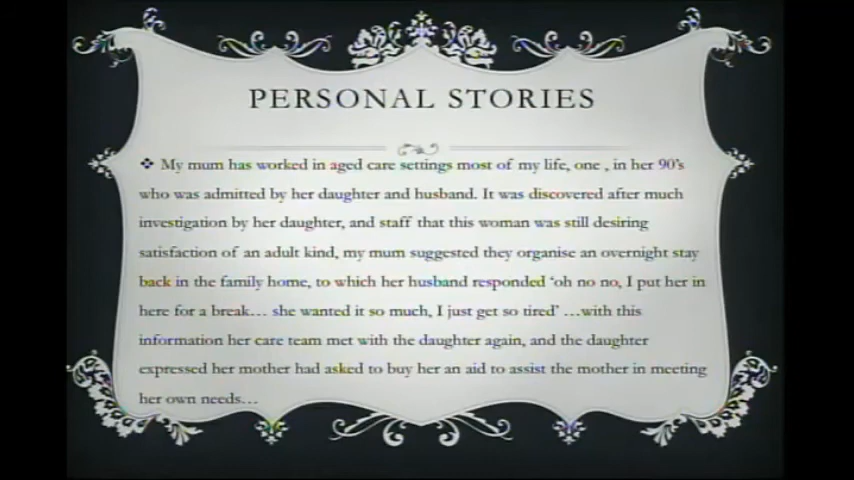 PERSONAL STORIES
❖ My mum has worked in aged care settings most of my life, one , in her 90's
who was admitted by her daughter and husband. It was discovered after much
investigation by her daughter, and staff that this woman was still desiring
satisfaction of an adult kind, my mum suggested they organise an overnight stay
back in the family home, to which her husband responded 'oh no no, I put her in
here for a break... she wanted it so much, I just get so tired' ...with this
information her care team met with the daughter again, and the daughter
expressed her mother had asked to buy her an aid to assist the mother in meeting
her own needs...